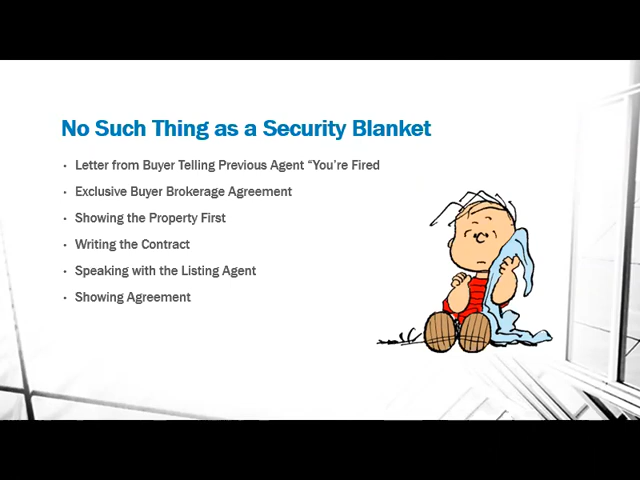 No Such Thing as a Security Blanket
· Letter from Buyer Telling Previous Agent “You’re Fired
· Exclusive Buyer Brokerage Agreement
· Showing the Property First
· Writing the Contract
· Speaking with the Listing Agent
· Showing Agreement